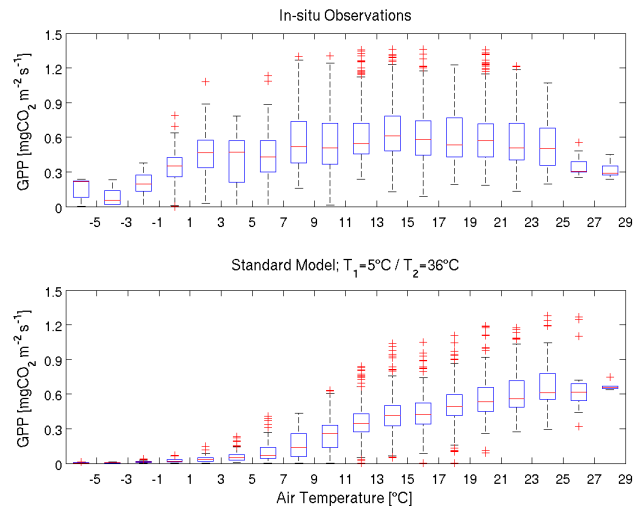 In-situ Observations
1.5
1.2
0.9
0.6
0.3
0
GPP [mgCO2 m-2 s-1]
-5 -3 -1 1 3 5 7 9 11 13 15 17 19 21 23 25 27 29
Standard Model; T1=5ºC / T2=36ºC
1.5
1.2
0.9
0.6
0.3
0
GPP [mgCO2 m-2 s-1]
-5 -3 -1 1 3 5 7 9 11 13 15 17 19 21 23 25 27 29
Air Temperature [ºC]